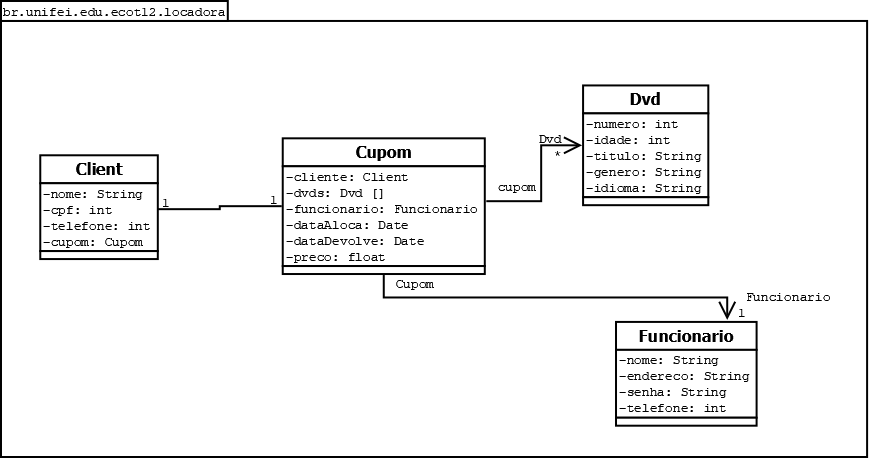 br.unifei.edu.ecot12.locadora
Client
-nome: String
-cpf: int
-telefone: int
-cupom: Cupom
1
1
Cupom
-cliente: Client
-dvds: Dvd []
-funcionario: Funcionario
-dataAloca: Date
-dataDevolve: Date
-preco: float
cupom
Dvd
*
Dvd
-numero: int
-idade: int
-titulo: String
-genero: String
-idioma: String
Cupom
Funcionario
1
Funcionario
-nome: String
-endereco: String
-senha: String
-telefone: int